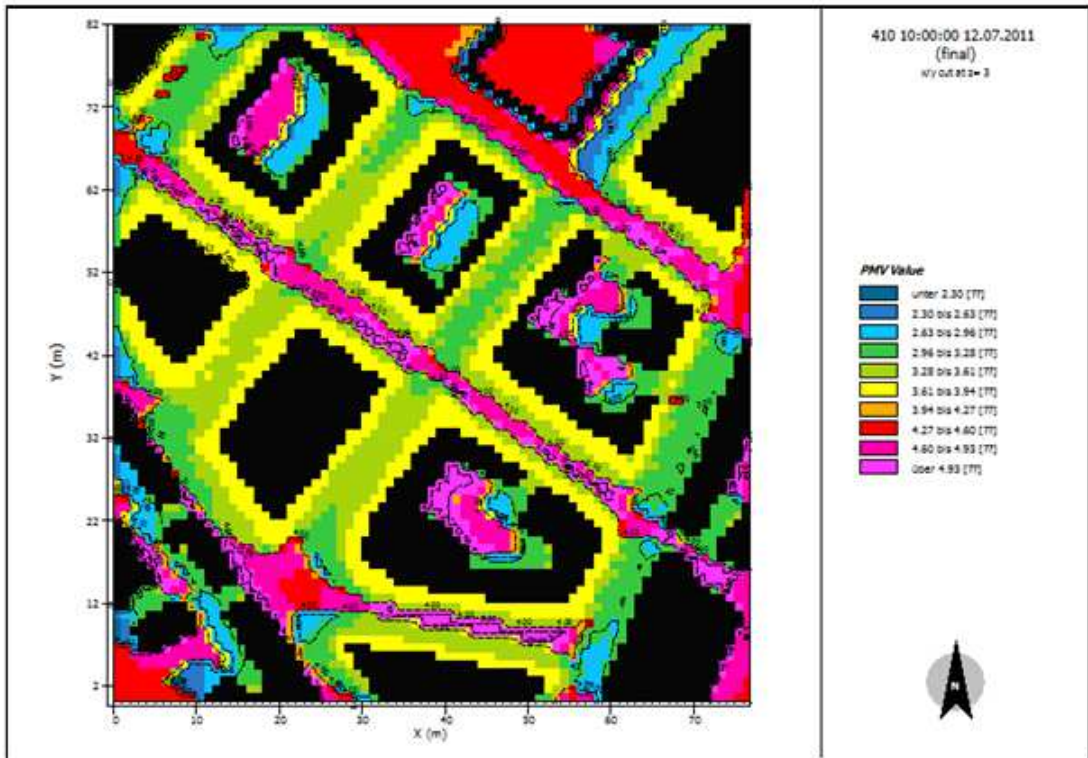 410 10:00:00 12.07.2011
(final)
x/y cut at z= 3
82
72
62
52
42
32
22
12
2
Y (m)
0
10
20
30
40
50
60
70
X (m)
PMV Value
unter 2.30 [??]
2.30 bis 2.63 [??]
2.63 bis 2.96 [??]
2.96 bis 3.28 [??]
3.28 bis 3.61 [??]
3.61 bis 3.94 [??]
3.94 bis 4.27 [??]
4.27 bis 4.60 [??]
4.60 bis 4.93 [??]
über 4.93 [??]
N